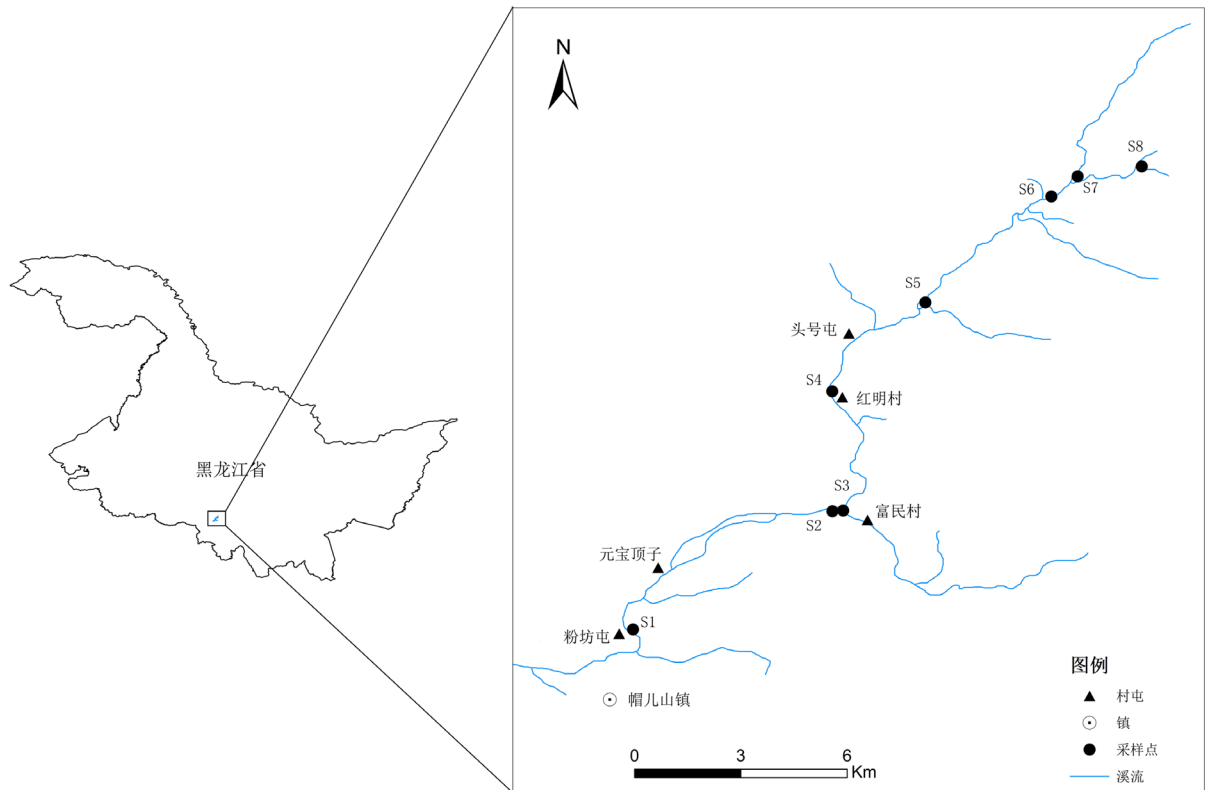 N
S8
S7
S6
S5
头号屯
S4
红明村
黑龙江省
S3
S2
富民村
元宝顶子
S1
粉坊屯
帽儿山镇
图例
村屯
镇
采样点
溪流
0 3 6
Km